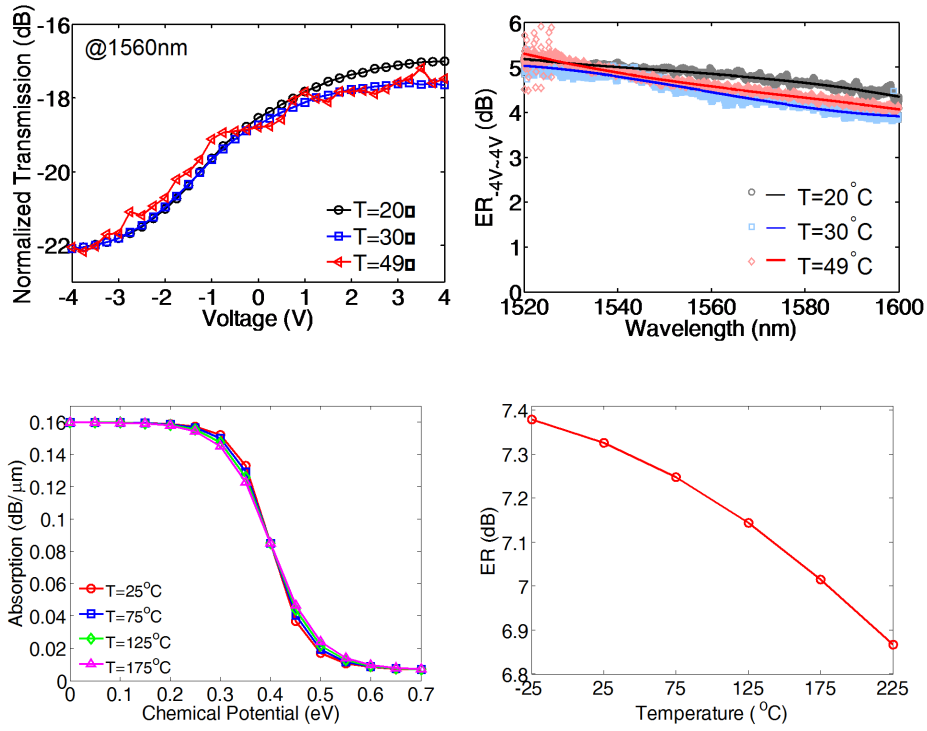 @1560nm
Normalized Transmission (dB)
-16
-18
-20
-22
T=20▯
T=30▯
T=49▯
-4 -3 -2 -1 0 1 2 3 4
Voltage (V)
ER-4V~4V (dB)
6
5
4
3
2
1
0
T=20°C
T=30°C
T=49°C
1520 1540 1560 1580 1600
Wavelength (nm)
Absorption (dB/μm)
0.16
0.14
0.12
0.10
0.08
0.06
0.04
0.02
0
T=25°C
T=75°C
T=125°C
T=175°C
0 0.1 0.2 0.3 0.4 0.5 0.6 0.7
Chemical Potential (eV)
ER (dB)
7.4
7.3
7.2
7.1
7
6.9
6.8
-25 25 75 125 175 225
Temperature (°C)